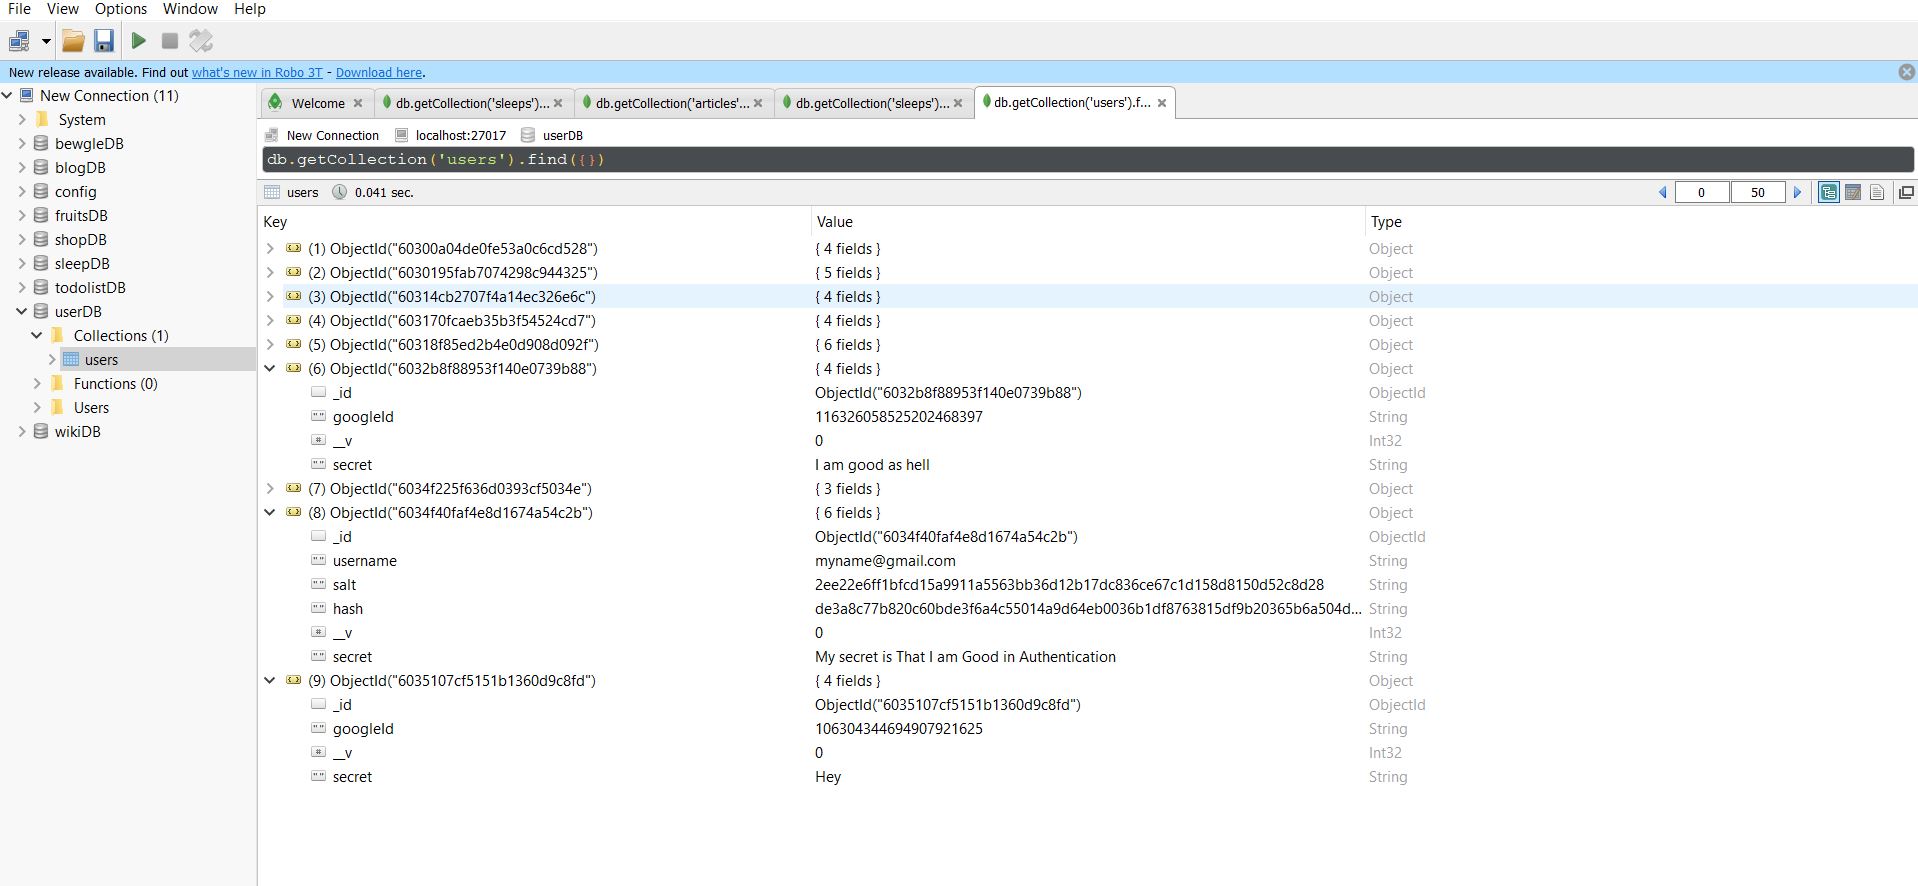 File View Options Window Help
New release available. Find out what's new in Robo 3T - Download here.
New Connection (11)
System
bewgleDB
blogDB
config
fruitsDB
shopDB
sleepDB
todolistDB
userDB
Collections (1)
users
Functions (0)
Users
wikiDB
Welcome db.getCollection('sleeps')... db.getCollection('articles'... db.getCollection('sleeps')... db.getCollection('users').f...
New Connection localhost:27017 userDB
db.getCollection('users').find({})
users 0.041 sec. 0 50
Key Value Type
(1) ObjectId("60300a04de0fe53a0c6cd528") { 4 fields } Object
(2) ObjectId("6030195fab7074298c944325") { 5 fields } Object
(3) ObjectId("60314cb2707f4a14ec326e6c") { 4 fields } Object
(4) ObjectId("603170fcaeb35b3f54524cd7") { 4 fields } Object
(5) ObjectId("60318f85ed2b4e0d908d092f") { 6 fields } Object
(6) ObjectId("6032b8f88953f140e0739b88") { 4 fields } Object
_id ObjectId("6032b8f88953f140e0739b88") ObjectId
googleId 116326058525202468397 String
__v 0 Int32
secret I am good as hell String
(7) ObjectId("6034f225f636d0393cf5034e") { 3 fields } Object
(8) ObjectId("6034f40faf4e8d1674a54c2b") { 6 fields } Object
_id ObjectId("6034f40faf4e8d1674a54c2b") ObjectId
username myname@gmail.com String
salt 2ee22e6ff1bfcd15a9911a5563bb36d12b17dc836ce67c1d158d8150d52c8d28 String
hash de3a8c77b820c60bde3f6a4c55014a9d64eb0036b1df8763815df9b20365b6a504d... String
__v 0 Int32
secret My secret is That I am Good in Authentication String
(9) ObjectId("6035107cf5151b1360d9c8fd") { 4 fields } Object
_id ObjectId("6035107cf5151b1360d9c8fd") ObjectId
googleId 106304344694907921625 String
__v 0 Int32
secret Hey String